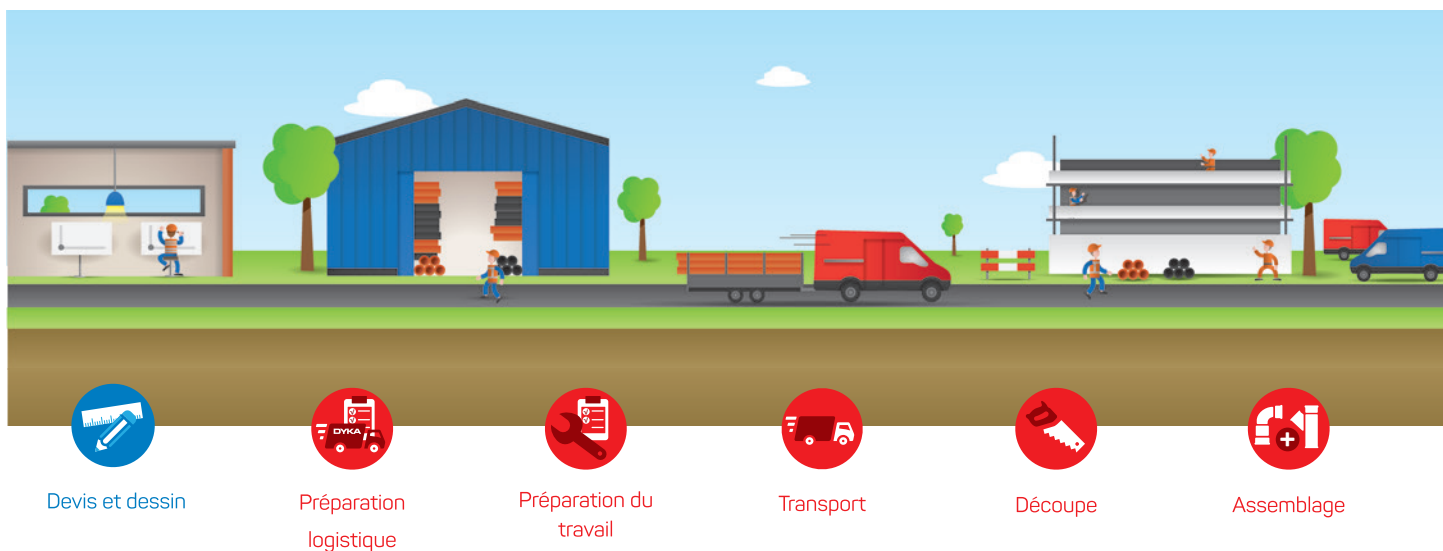 DYKA
Devis et dessin
Préparation
logistique
Préparation du
travail
Transport
Découpe
Assemblage